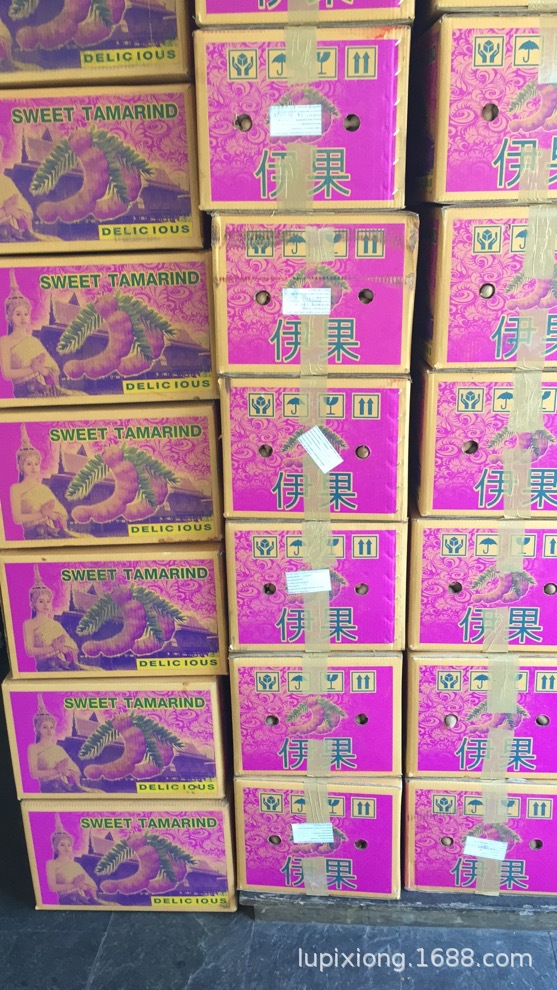 DELICIOUS
SWEET TAMARIND
DELICIOUS
SWEET TAMARIND
DELICIOUS
SWEET TAMARIND
DELICIOUS
SWEET TAMARIND
DELICIOUS
SWEET TAMARIND
DELICIOUS
SWEET TAMARIND
DELICIOUS
伊果
伊果
伊果
伊果
伊果
伊果
伊果
伊果
伊果
伊果
伊果
伊果
lupixiong.1688.com